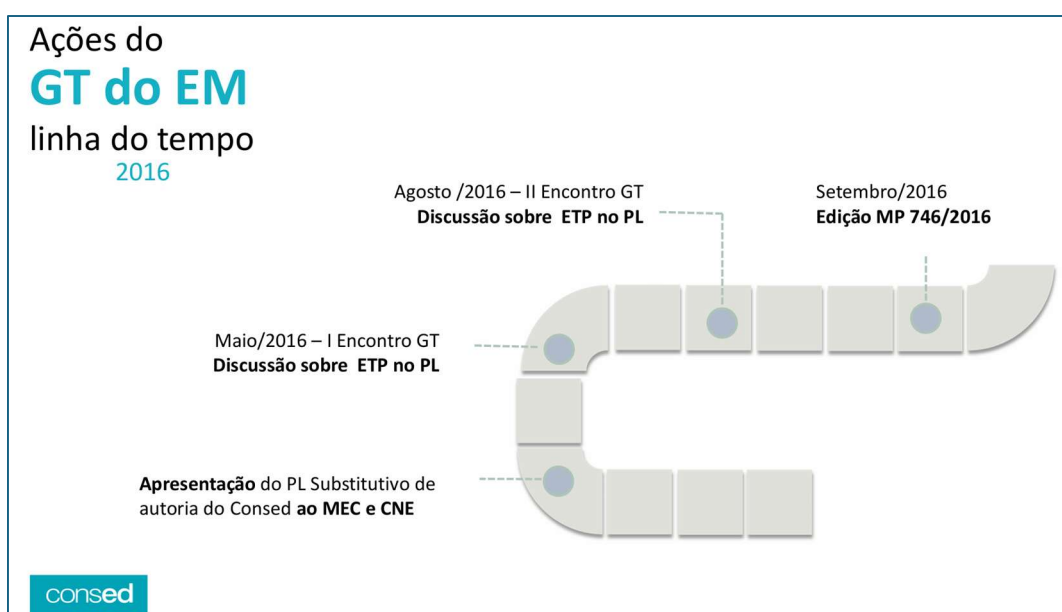 Ações do
GT do EM
linha do tempo
2016
Agosto /2016 – II Encontro GT
Discussão sobre ETP no PL
Setembro/2016
Edição MP 746/2016
Maio/2016 – I Encontro GT
Discussão sobre ETP no PL
Apresentação do PL Substitutivo de
autoria do Consed ao MEC e CNE
consed